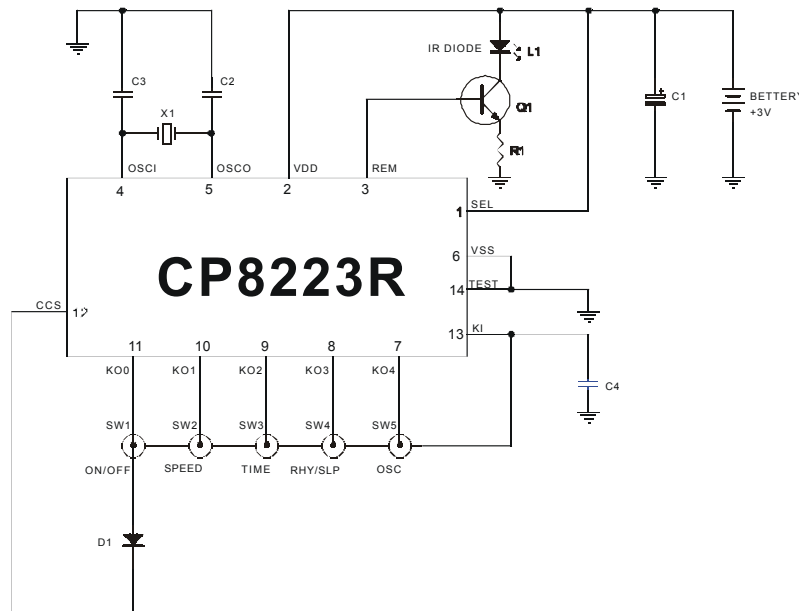 IR DIODE L1
C3 C2
X1
C1
BETTERY
+3V
Q1
R1
OSCI OSCO VDD REM
4 5 2 3
1 SEL
6 VSS
14 TEST
13 KI
CP8223R
CCS 12
11 10 9 8 7
KO0 KO1 KO2 KO3 KO4
C4
SW1 SW2 SW3 SW4 SW5
ON/OFF SPEED TIME RHY/SLP OSC
D1